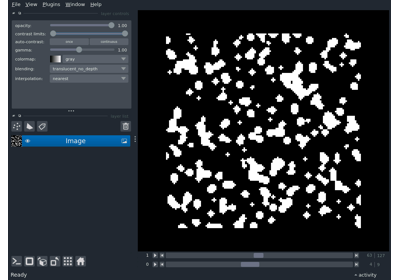 File View Plugins Window Help
opacity: 1.00
contrast limits:
auto-contrast: once continuous
gamma: 1.00
colormap: gray
blending: translucent_no_depth
interpolation: nearest
Image
1
0
Ready activity